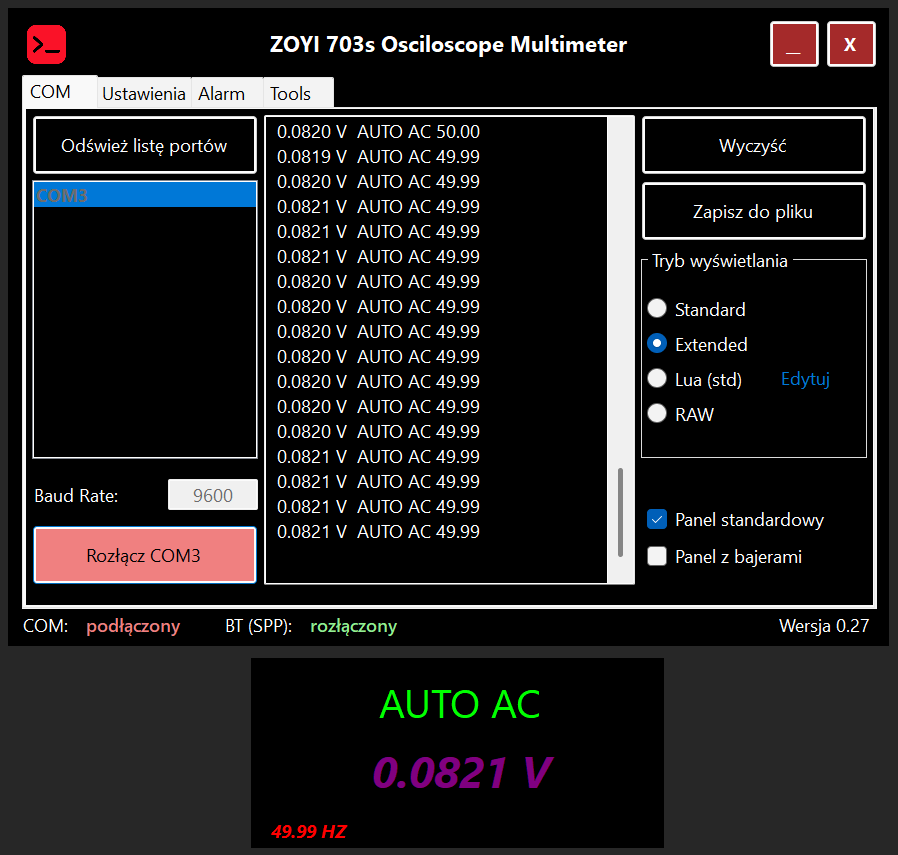 ZOYI 703s Osciloscope Multimeter
_ X
COM Ustawienia Alarm Tools
Odśwież listę portów
COM3
Baud Rate: 9600
Rozłącz COM3
0.0820 V AUTO AC 50.00
0.0819 V AUTO AC 49.99
0.0820 V AUTO AC 49.99
0.0821 V AUTO AC 49.99
0.0821 V AUTO AC 49.99
0.0821 V AUTO AC 49.99
0.0820 V AUTO AC 49.99
0.0820 V AUTO AC 49.99
0.0820 V AUTO AC 49.99
0.0820 V AUTO AC 49.99
0.0820 V AUTO AC 49.99
0.0820 V AUTO AC 49.99
0.0820 V AUTO AC 49.99
0.0821 V AUTO AC 49.99
0.0821 V AUTO AC 49.99
0.0821 V AUTO AC 49.99
0.0821 V AUTO AC 49.99
Wyczyść
Zapisz do pliku
Tryb wyświetlania
Standard
Extended
Lua (std) Edytuj
RAW
Panel standardowy
Panel z bajerami
COM: podłączony BT (SPP): rozłączony Wersja 0.27
AUTO AC
0.0821 V
49.99 HZ